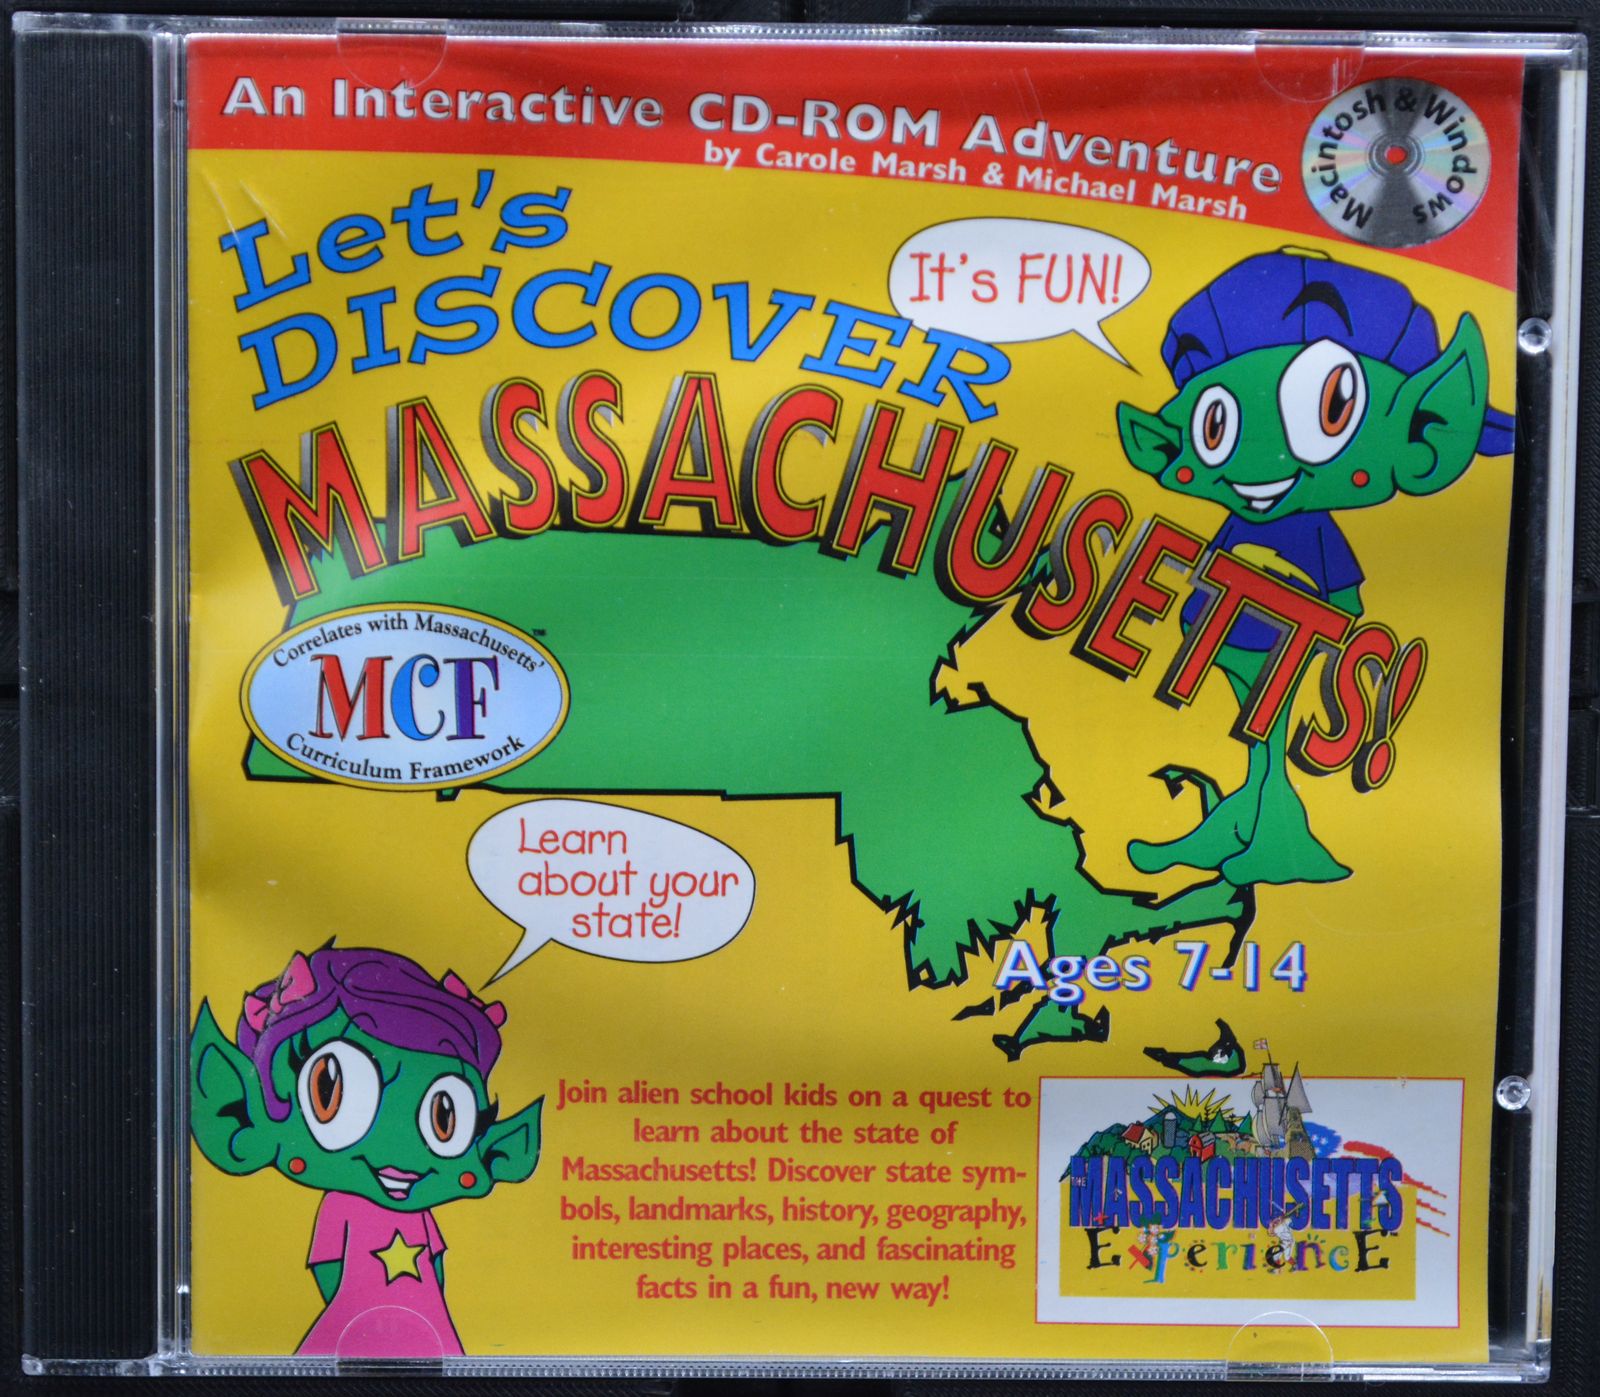 An Interactive CD-ROM Adventure
by Carole Marsh & Michael Marsh
Macintosh & Windows
Let's
DISCOVER
MASSACHUSETTS!
It's FUN!
Correlates with Massachusetts'™
MCF
Curriculum Framework
Learn
about your
state!
Ages 7-14
Join alien school kids on a quest to
learn about the state of
Massachusetts! Discover state sym-
bols, landmarks, history, geography,
interesting places, and fascinating
facts in a fun, new way!
THE MASSACHUSETTS
ExperiencE™